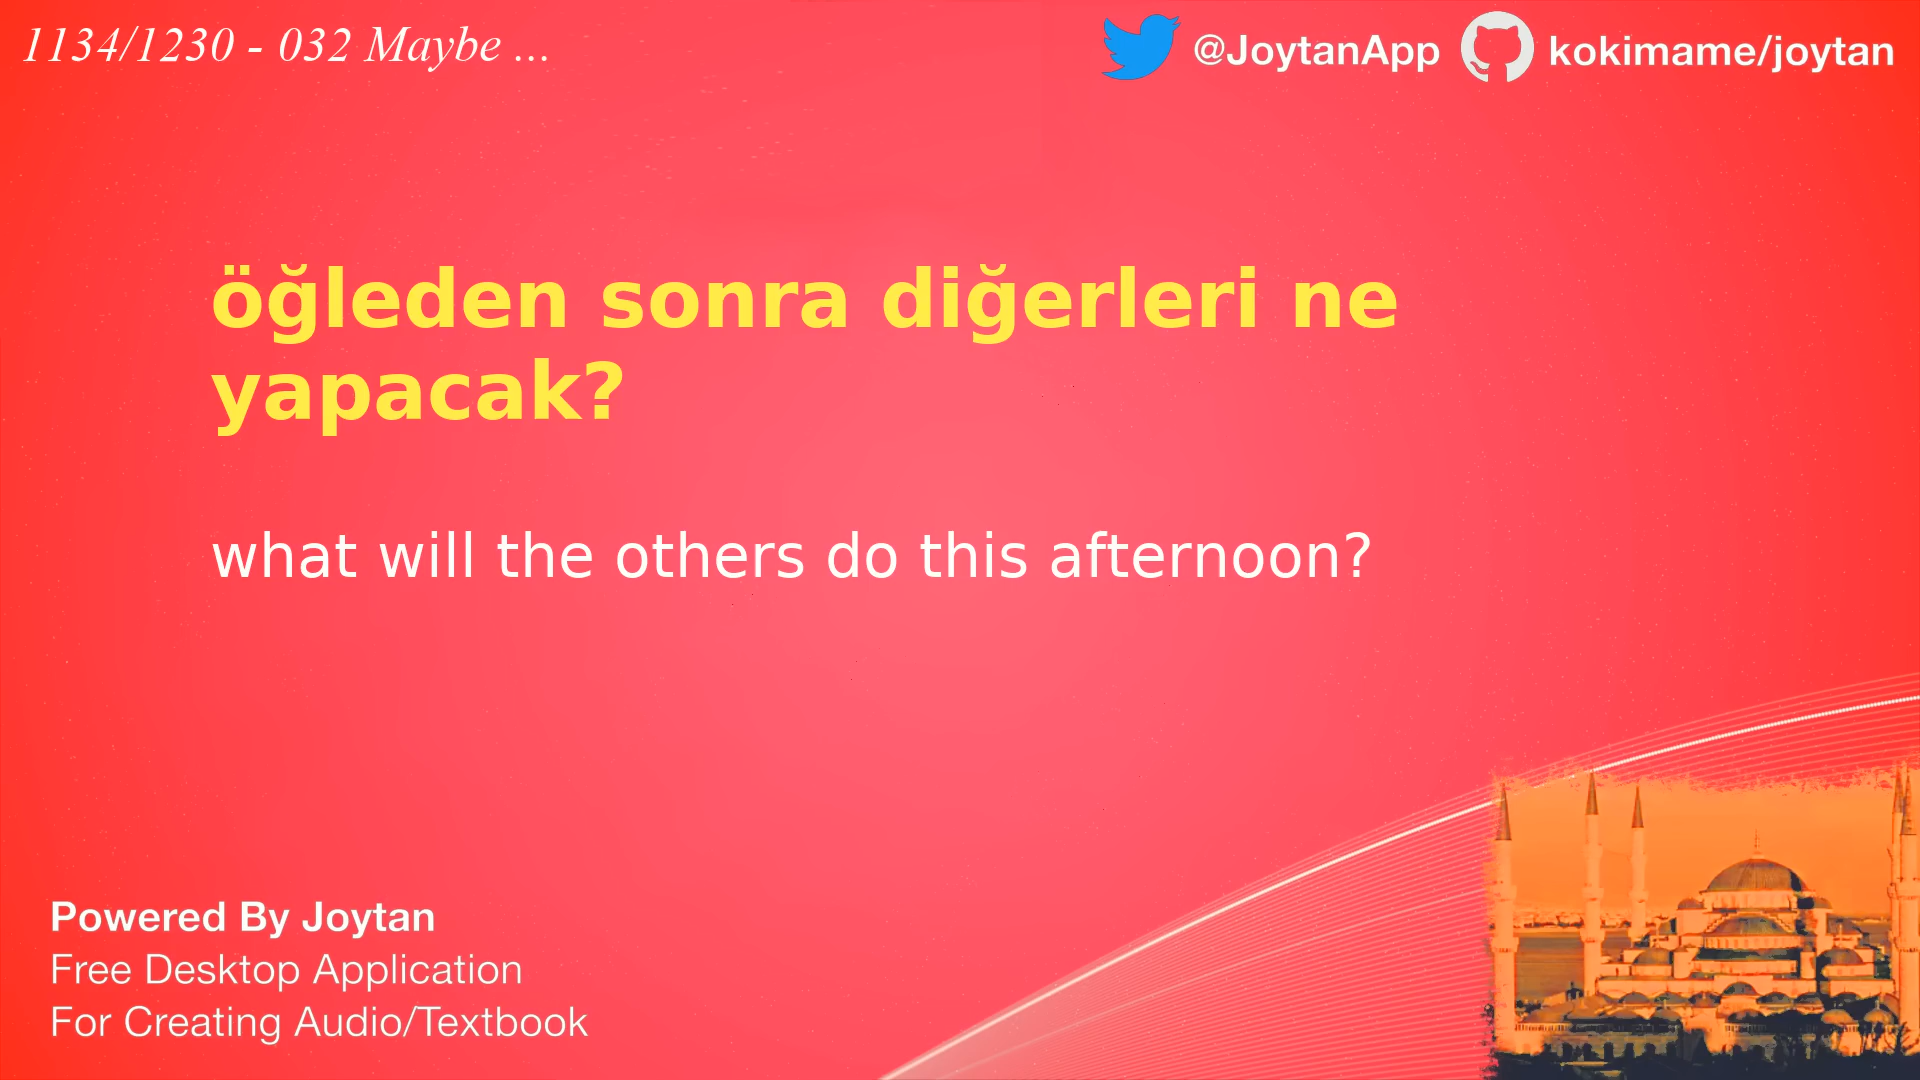 1134/1230 - 032 Maybe ...
@JoytanApp
kokimame/joytan
öğleden sonra diğerleri ne
yapacak?
what will the others do this afternoon?
Powered By Joytan
Free Desktop Application
For Creating Audio/Textbook